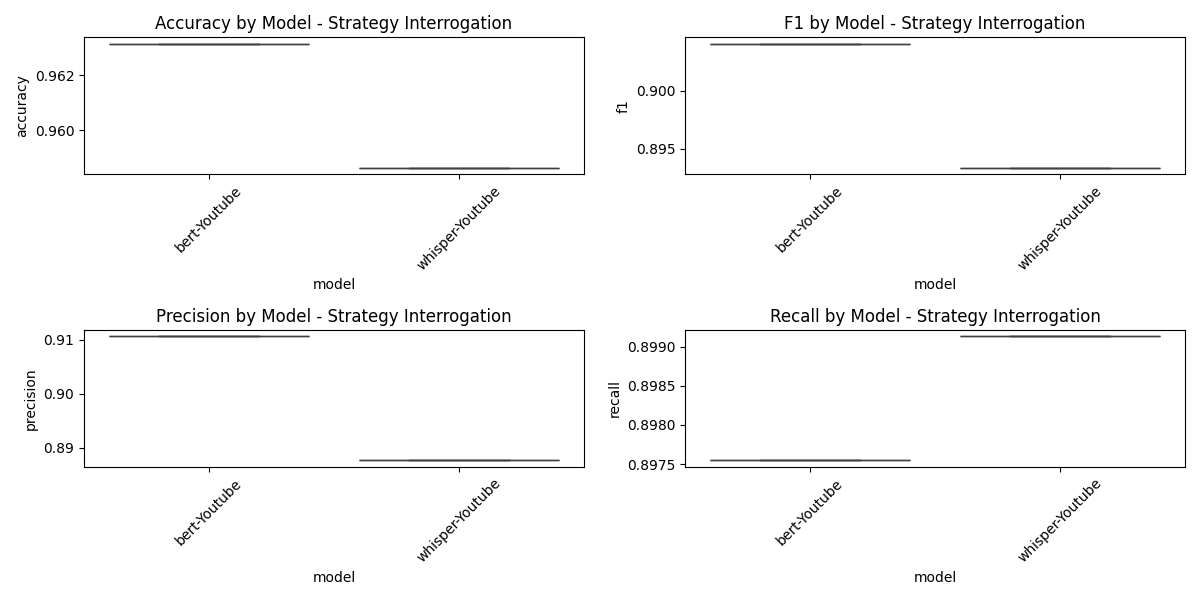 Accuracy by Model - Strategy Interrogation
accuracy
0.962
0.960
bert-Youtube
whisper-Youtube
model
F1 by Model - Strategy Interrogation
f1
0.900
0.895
bert-Youtube
whisper-Youtube
model
Precision by Model - Strategy Interrogation
precision
0.91
0.90
0.89
bert-Youtube
whisper-Youtube
model
Recall by Model - Strategy Interrogation
recall
0.8990
0.8985
0.8980
0.8975
bert-Youtube
whisper-Youtube
model